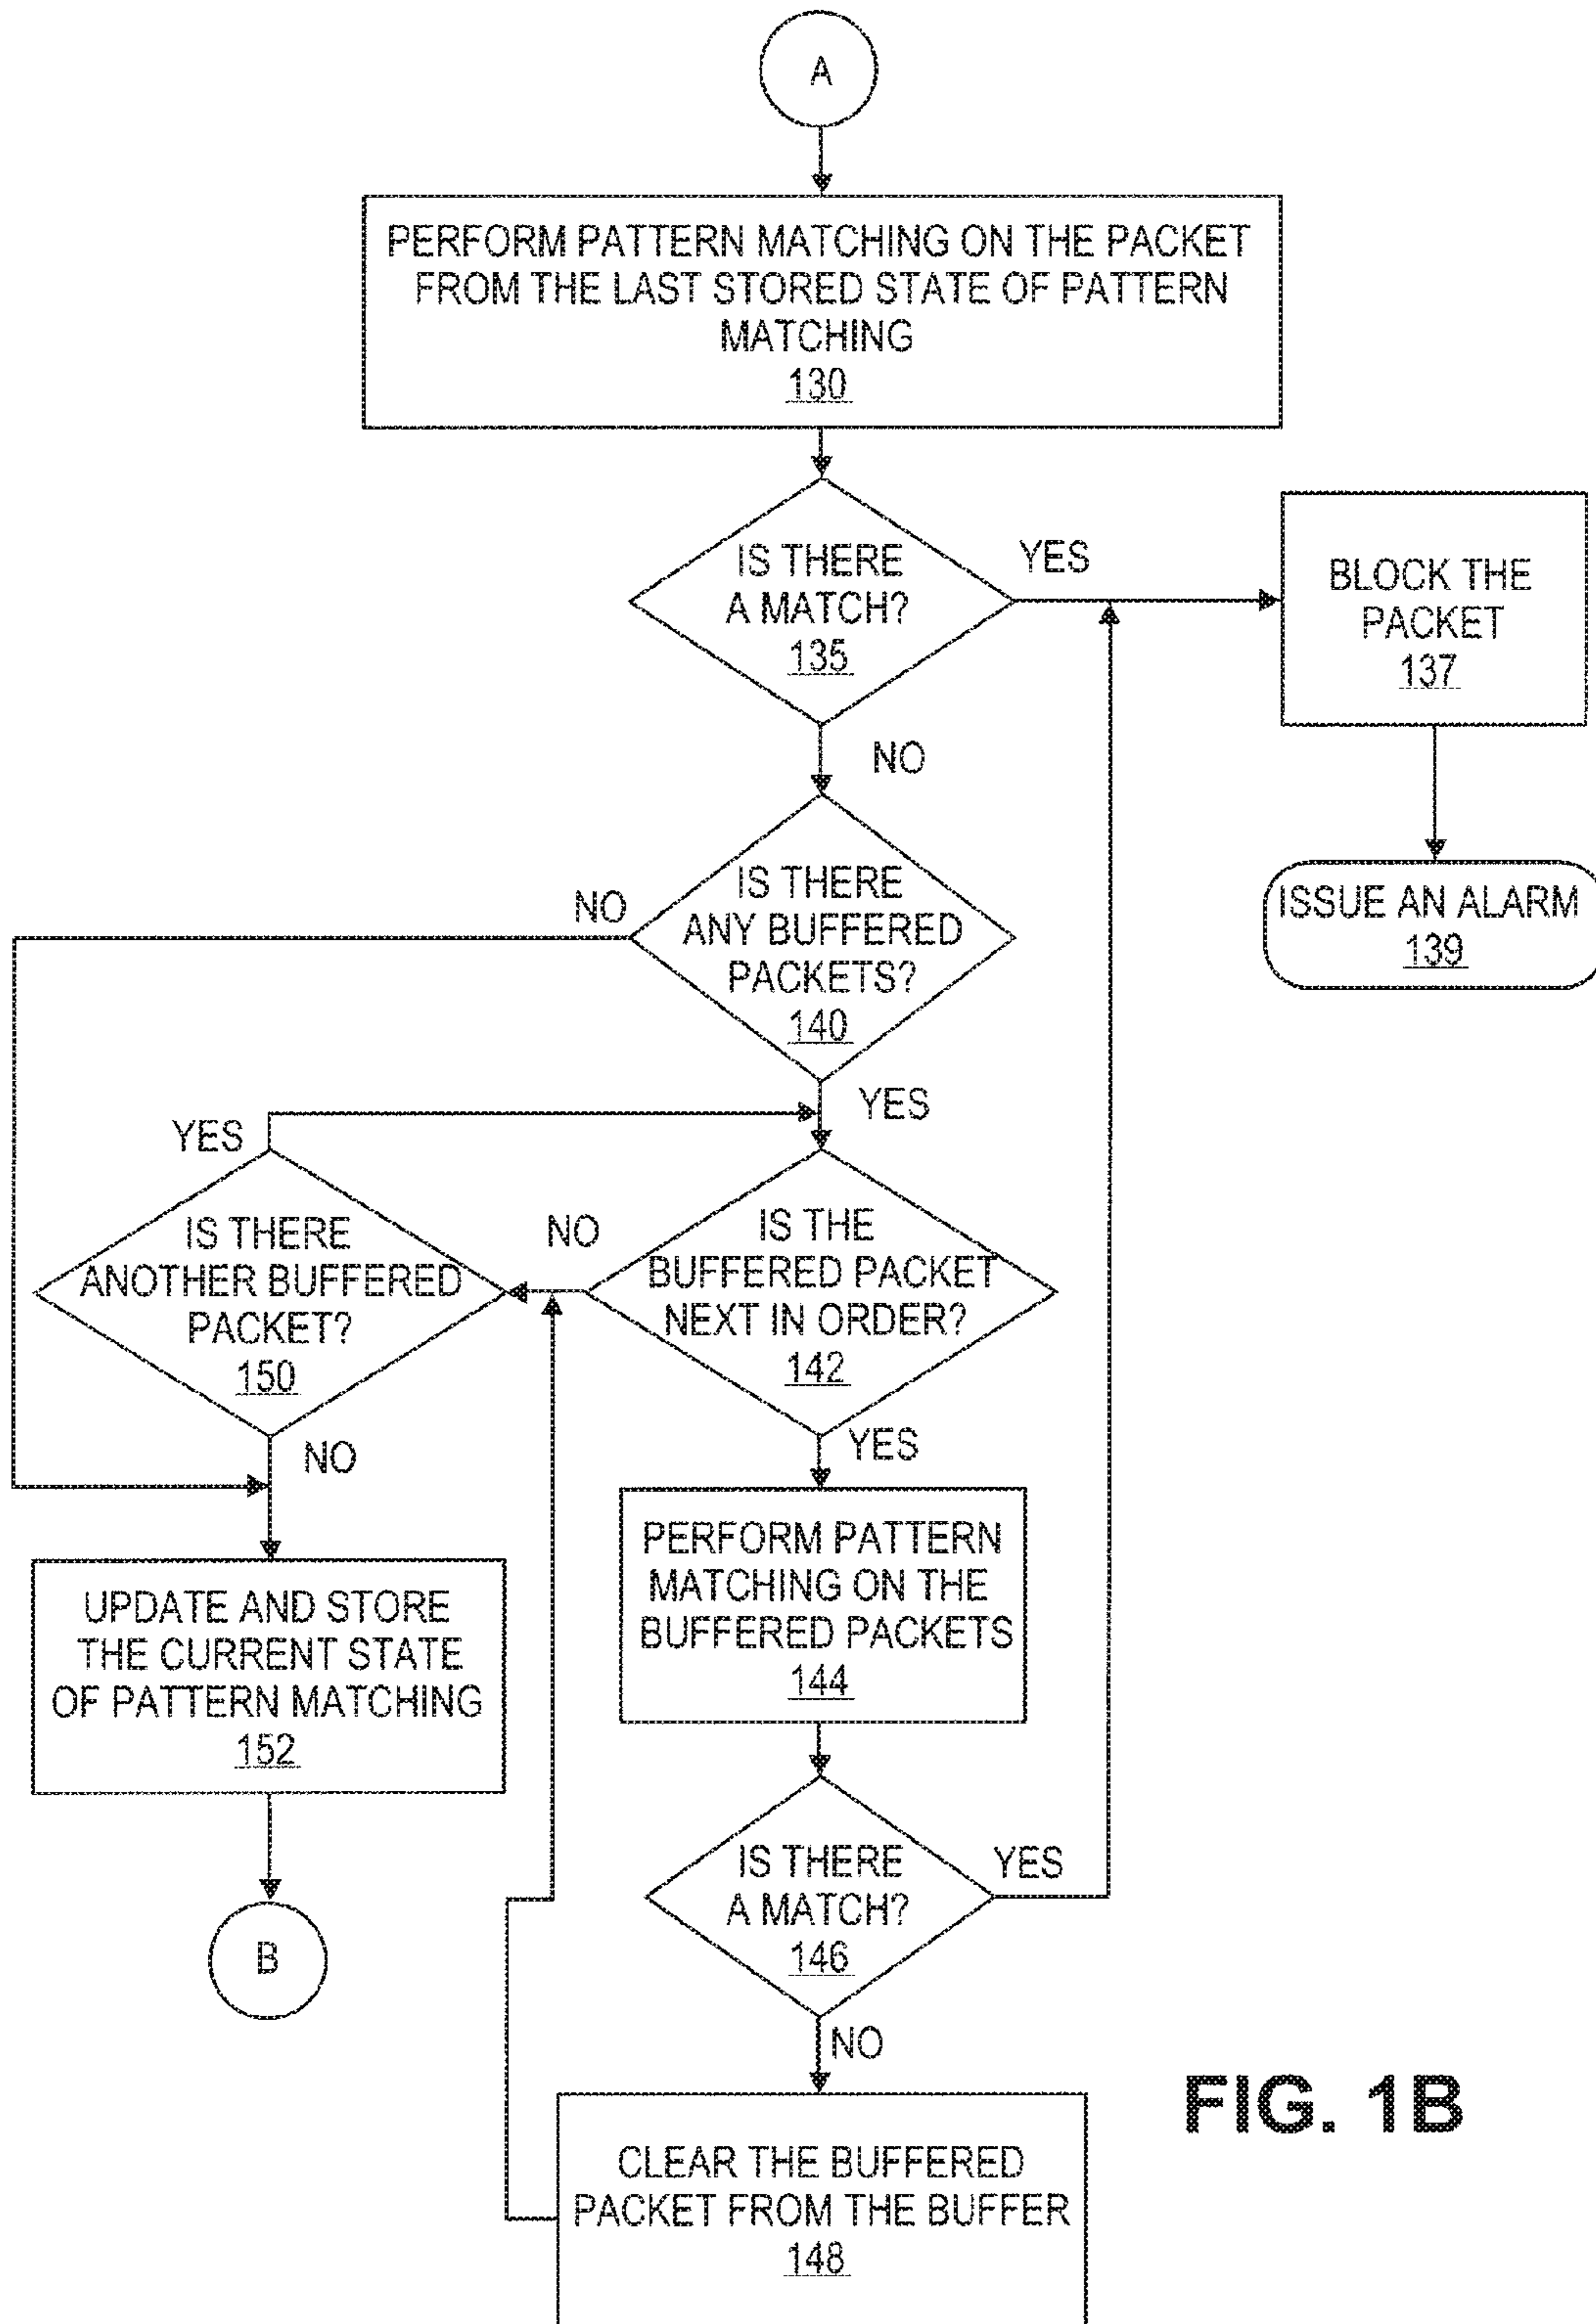 A
PERFORM PATTERN MATCHING ON THE PACKET
FROM THE LAST STORED STATE OF PATTERN
MATCHING
130
IS THERE
A MATCH?
135
YES
BLOCK THE
PACKET
137
NO
ISSUE AN ALARM
139
IS THERE
ANY BUFFERED
PACKETS?
140
NO
YES
YES
IS THERE
ANOTHER BUFFERED
PACKET?
150
NO
IS THE
BUFFERED PACKET
NEXT IN ORDER?
142
NO
YES
UPDATE AND STORE
THE CURRENT STATE
OF PATTERN MATCHING
152
PERFORM PATTERN
MATCHING ON THE
BUFFERED PACKETS
144
B
IS THERE
A MATCH?
146
YES
NO
CLEAR THE BUFFERED
PACKET FROM THE BUFFER
148
FIG. 1B